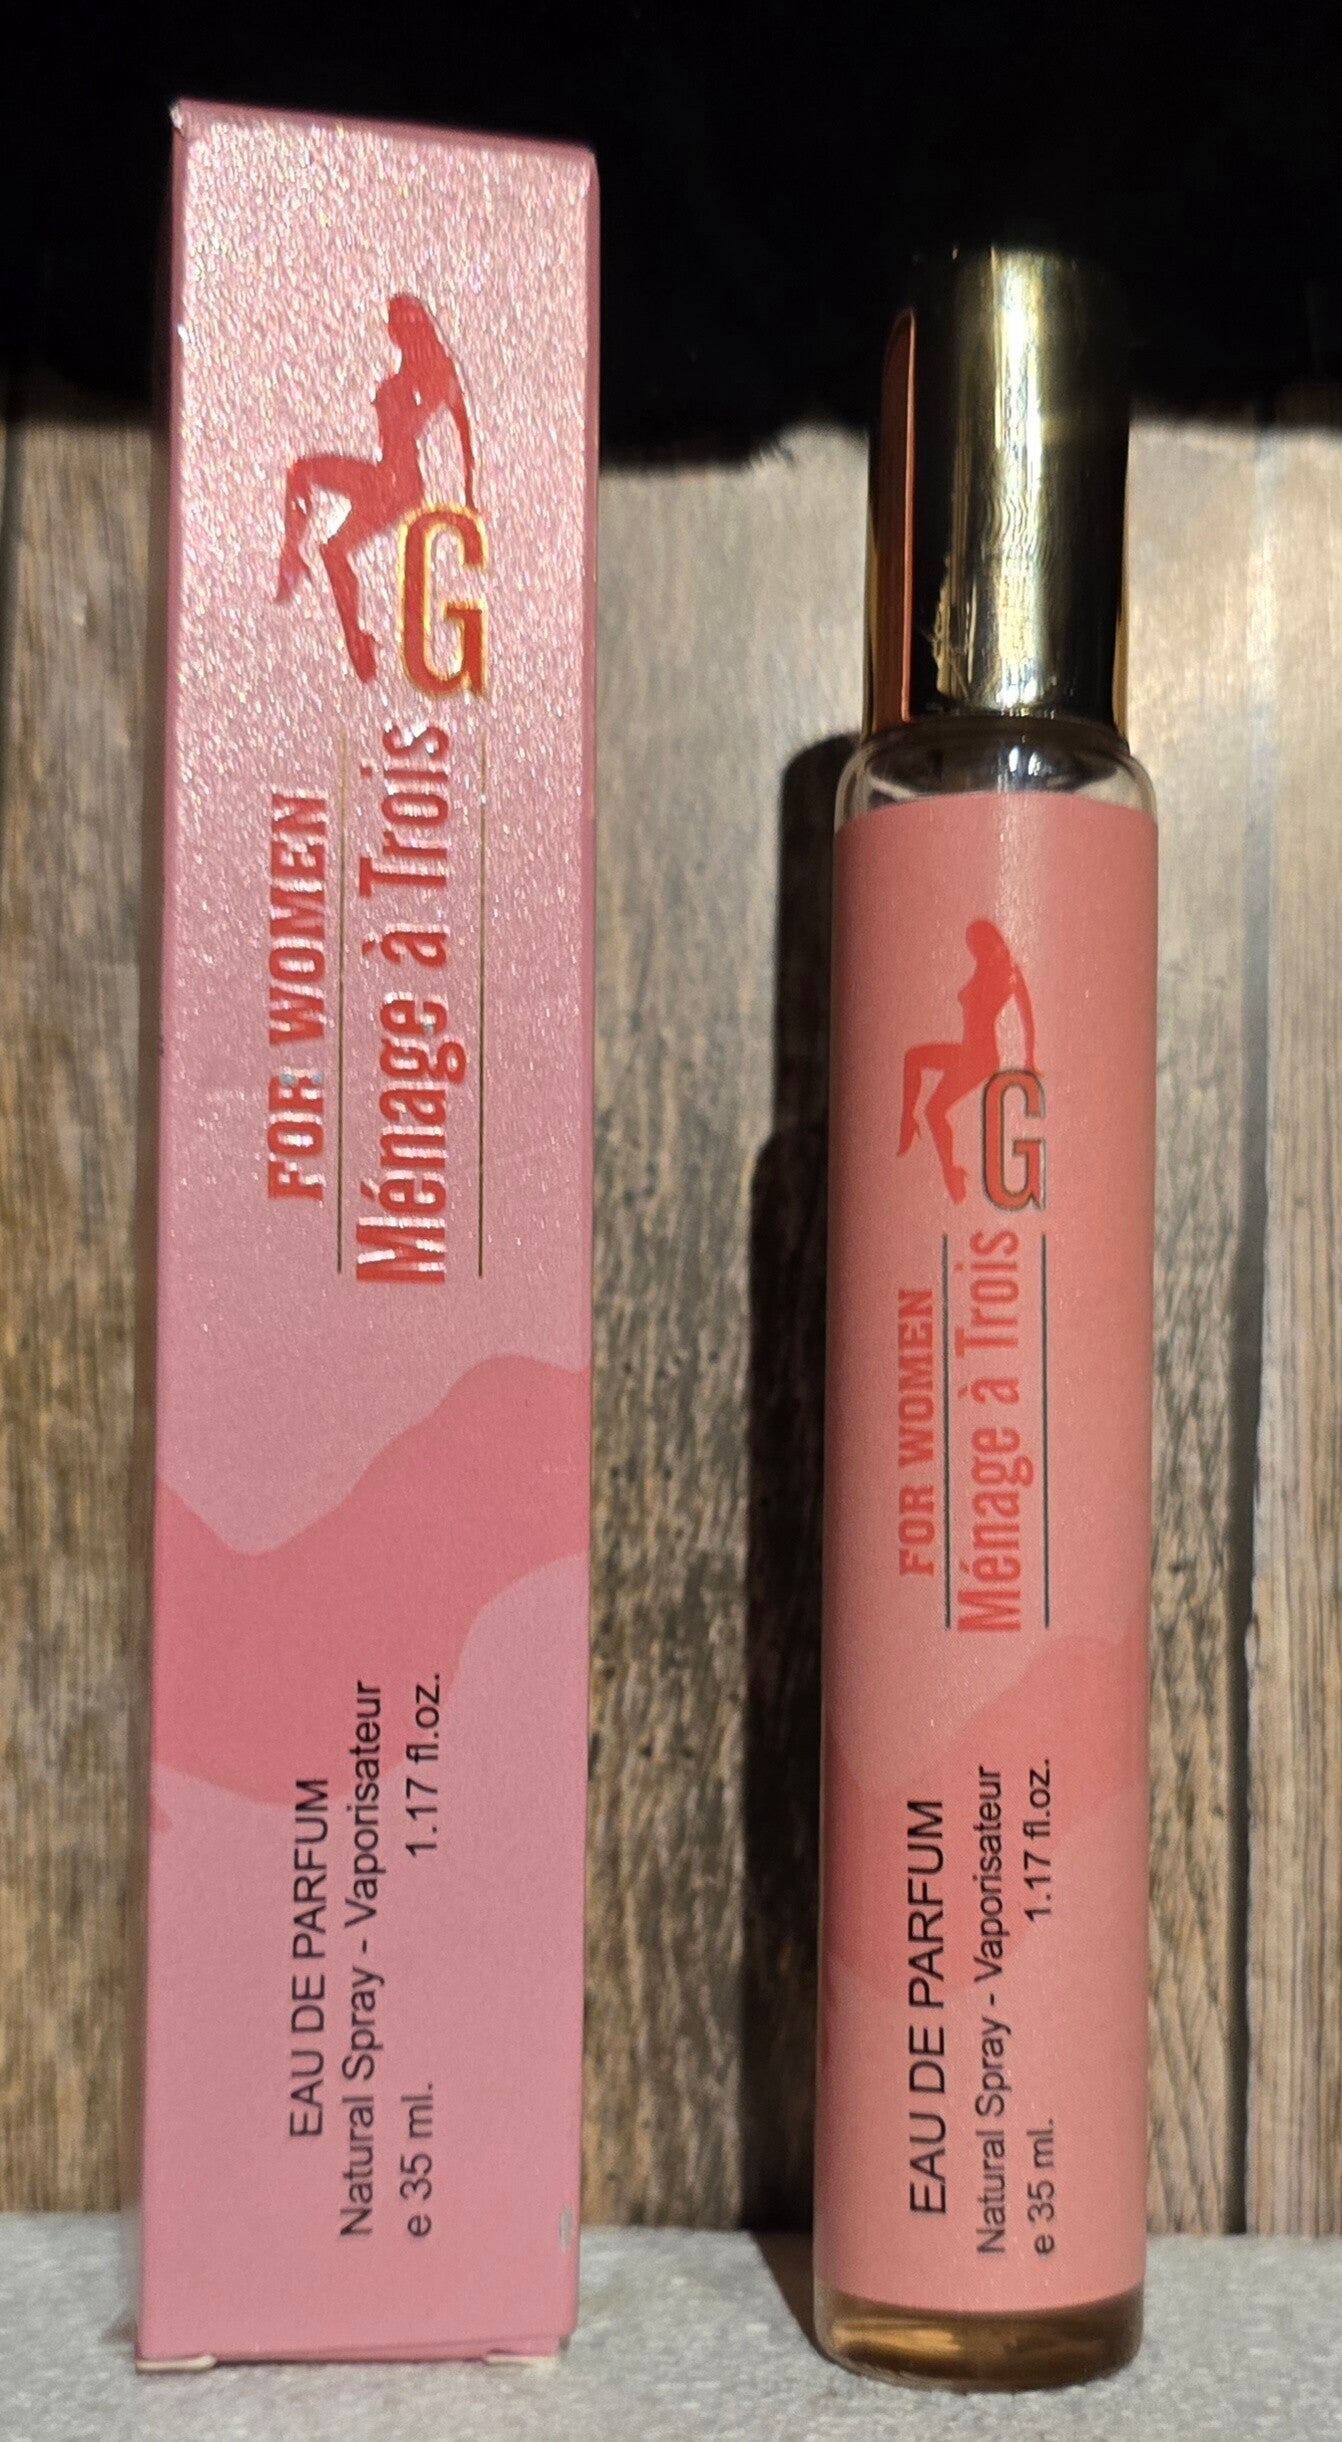 FOR WOMEN
Ménage à Trois G
EAU DE PARFUM
Natural Spray - Vaporisateur
e 35 ml. 1.17 fl.oz.
FOR WOMEN
Ménage à Trois G
EAU DE PARFUM
Natural Spray - Vaporisateur
e 35 ml. 1.17 fl.oz.